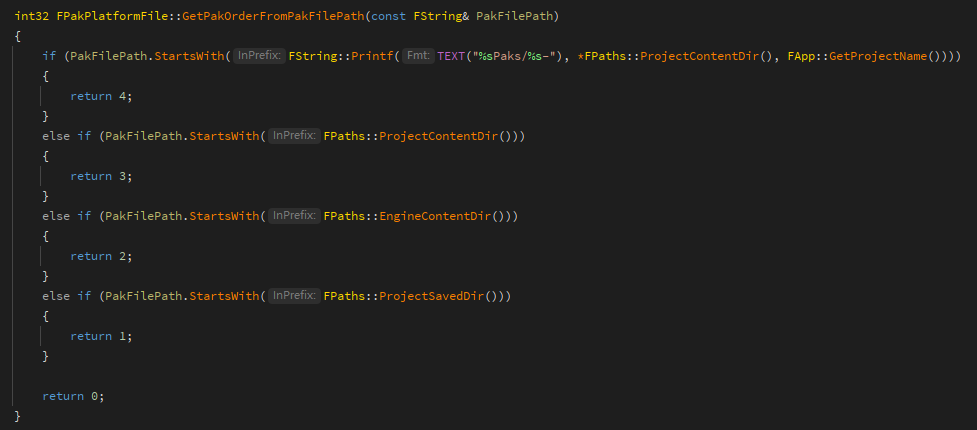 int32 FPakPlatformFile::GetPakOrderFromPakFilePath(const FString& PakFilePath)
{
    if (PakFilePath.StartsWith( InPrefix: FString::Printf( Fmt: TEXT("%sPaks/%s-"), *FPaths::ProjectContentDir(), FApp::GetProjectName())))
    {
        return 4;
    }
    else if (PakFilePath.StartsWith( InPrefix: FPaths::ProjectContentDir()))
    {
        return 3;
    }
    else if (PakFilePath.StartsWith( InPrefix: FPaths::EngineContentDir()))
    {
        return 2;
    }
    else if (PakFilePath.StartsWith( InPrefix: FPaths::ProjectSavedDir()))
    {
        return 1;
    }

    return 0;
}